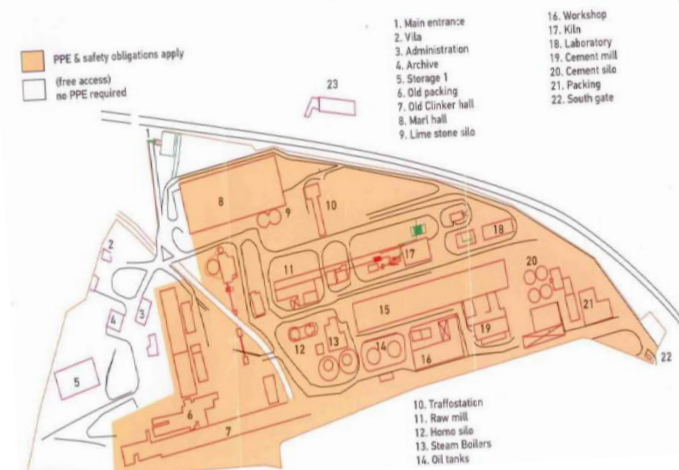 PPE & safety obligations apply
(free access)
no PPE required
1. Main entrance
2. Vila
3. Administration
4. Archive
5. Storage 1
6. Old packing
7. Old Clinker hall
8. Marl hall
9. Lime stone silo
16. Workshop
17. Kiln
18. Laboratory
19. Cement mill
20. Cement silo
21. Packing
22. South gate
23
1
8
9
10
2
11
17
18
20
4
3
15
21
12
13
14
16
19
22
5
6
7
10. Traffostation
11. Raw mill
12. Homo silo
13. Steam Boilers
14. Oil tanks